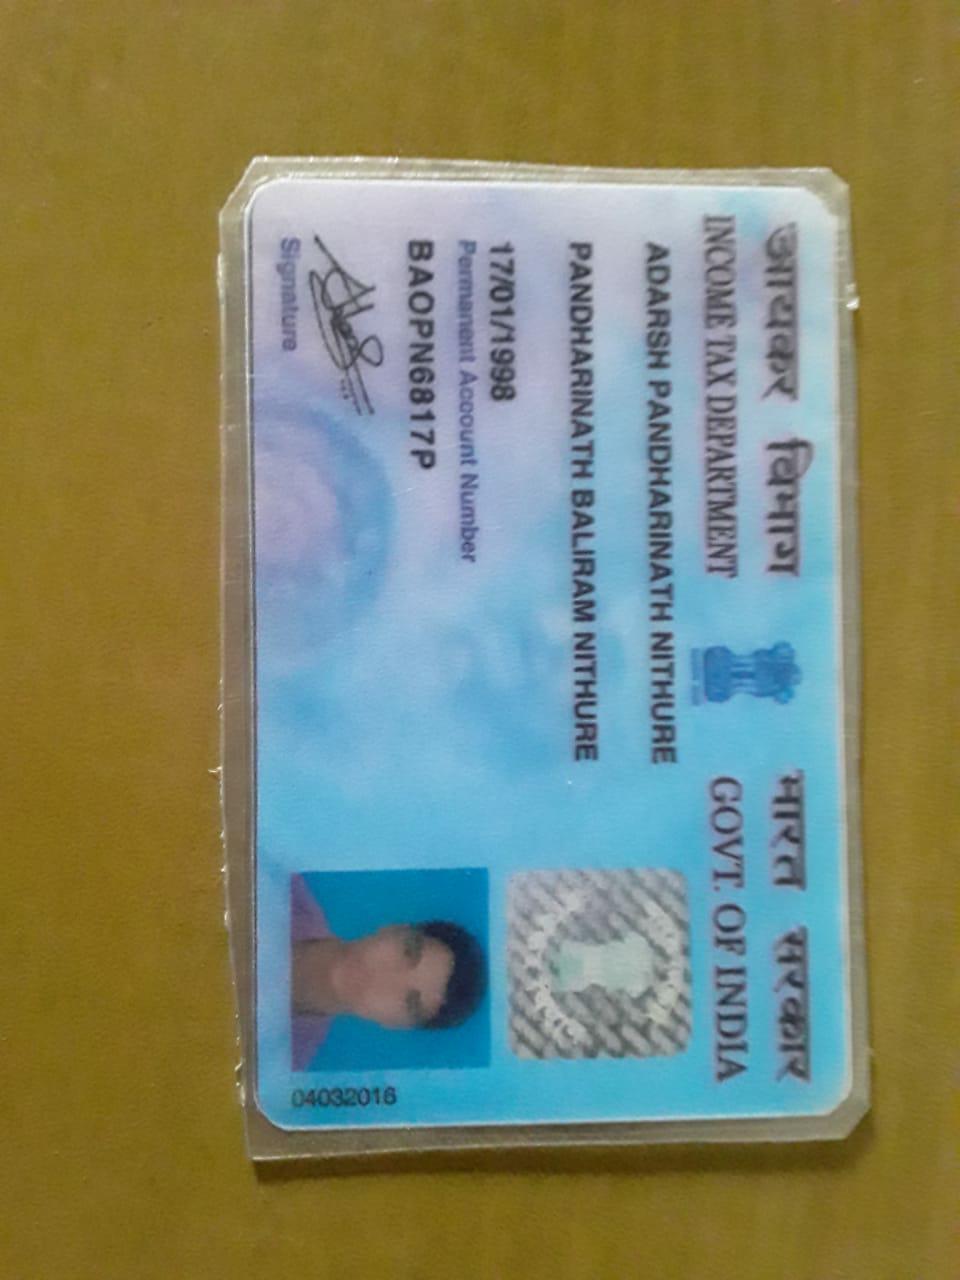 आयकर विभाग
INCOME TAX DEPARTMENT
भारत सरकार
GOVT. OF INDIA
ADARSH PANDHARINATH NITHURE
PANDHARINATH BALIRAM NITHURE
17/01/1998
Permanent Account Number
BAOPN6817P
Signature
04032016